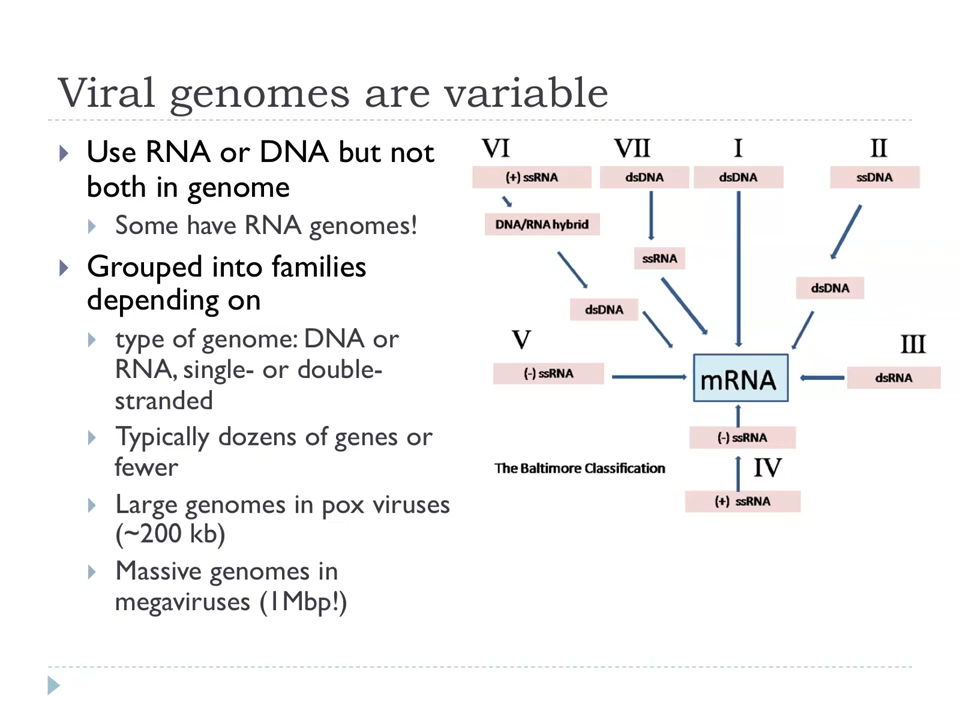 Viral genomes are variable
Use RNA or DNA but not
both in genome
Some have RNA genomes!
Grouped into families
depending on
type of genome: DNA or
RNA, single- or double-
stranded
Typically dozens of genes or
fewer
Large genomes in pox viruses
(~200 kb)
Massive genomes in
megaviruses (1Mbp!)
VI VII I II
(+) ssRNA dsDNA dsDNA ssDNA
DNA/RNA hybrid
ssRNA
dsDNA
dsDNA
V III
(-) ssRNA mRNA dsRNA
(-) ssRNA
The Baltimore Classification IV
(+) ssRNA